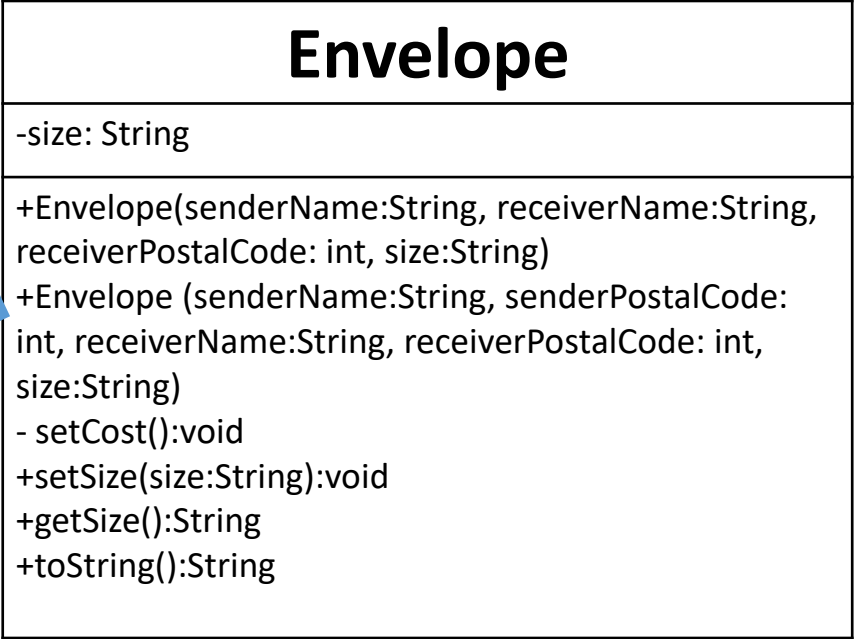 Envelope
-size: String
+Envelope(senderName:String, receiverName:String,
receiverPostalCode: int, size:String)
+Envelope (senderName:String, senderPostalCode:
int, receiverName:String, receiverPostalCode: int,
size:String)
- setCost():void
+setSize(size:String):void
+getSize():String
+toString():String